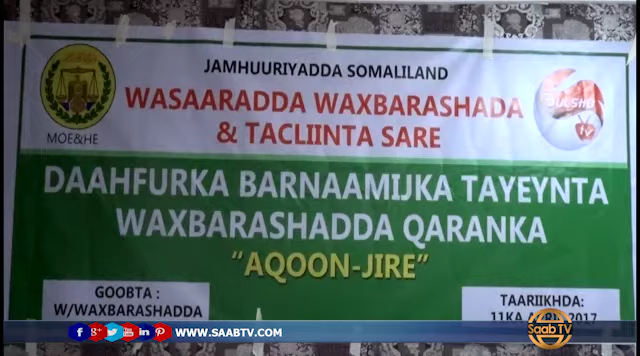 JAMHUURIYADDA SOMALILAND
WASAARADDA WAXBARASHADA
& TACLIINTA SARE
MOE&HE
DAAHFURKA BARNAAMIJKA TAYEYNTA
WAXBARASHADDA QARANKA
“AQOON-JIRE”
GOOBTA :
W/WAXBARASHADDA
TAARIIKHDA:
11KA 2017
WWW.SAABTV.COM
Saab TV